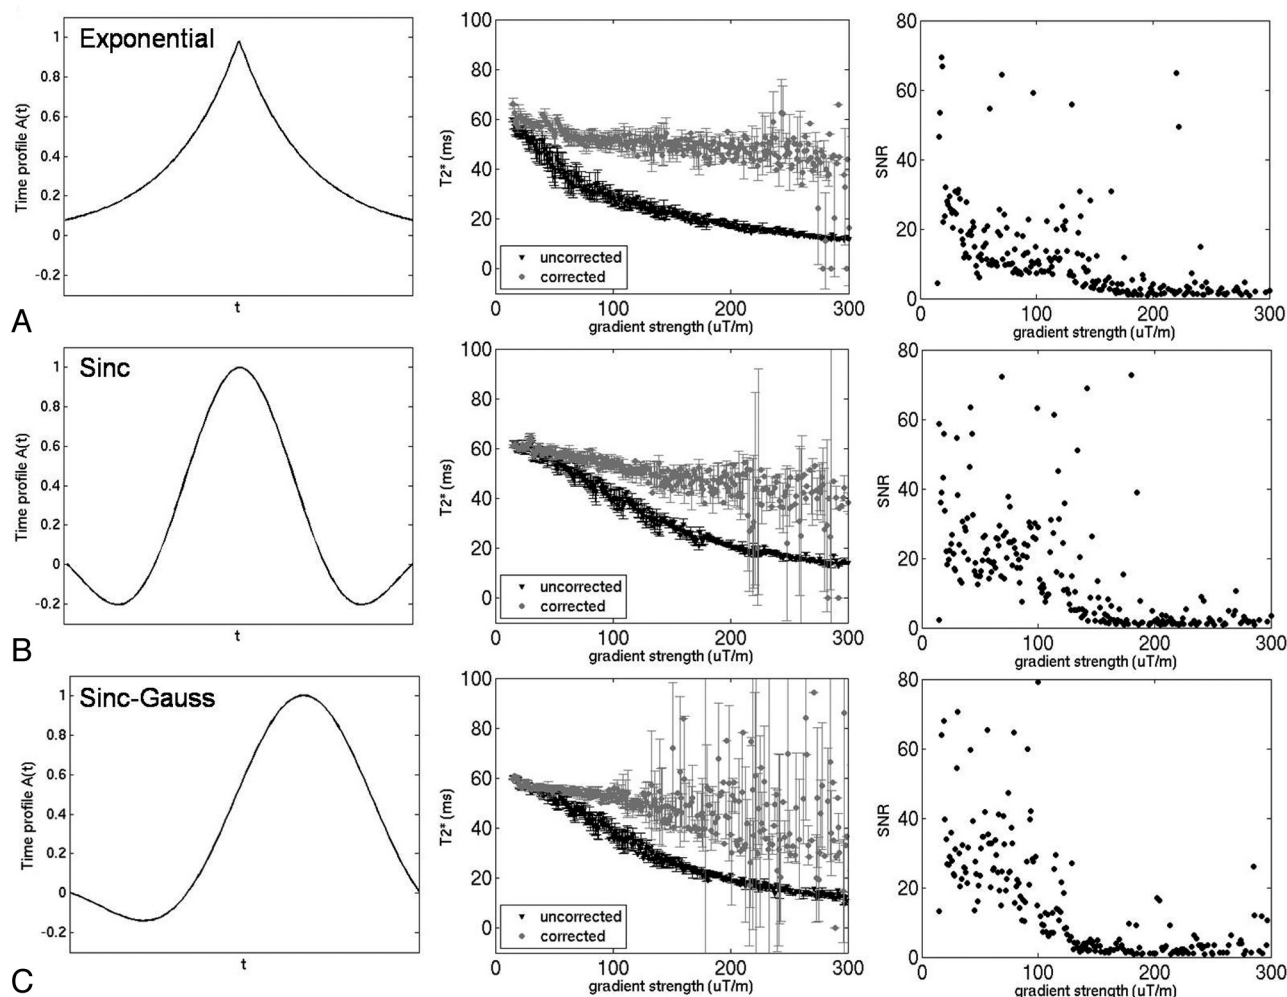 Exponential
Time profile A(t)
1
0.8
0.6
0.4
0.2
0
-0.2
t
A
T2* (ms)
100
80
60
40
20
0
uncorrected
corrected
0 100 200 300
gradient strength (uT/m)
SNR
80
60
40
20
0
0 100 200 300
gradient strength (uT/m)
Sinc
Time profile A(t)
1
0.8
0.6
0.4
0.2
0
-0.2
t
B
T2* (ms)
100
80
60
40
20
0
uncorrected
corrected
0 100 200 300
gradient strength (uT/m)
SNR
80
60
40
20
0
0 100 200 300
gradient strength (uT/m)
Sinc-Gauss
Time profile A(t)
1
0.8
0.6
0.4
0.2
0
-0.2
t
C
T2* (ms)
100
80
60
40
20
0
uncorrected
corrected
0 100 200 300
gradient strength (uT/m)
SNR
80
60
40
20
0
0 100 200 300
gradient strength (uT/m)